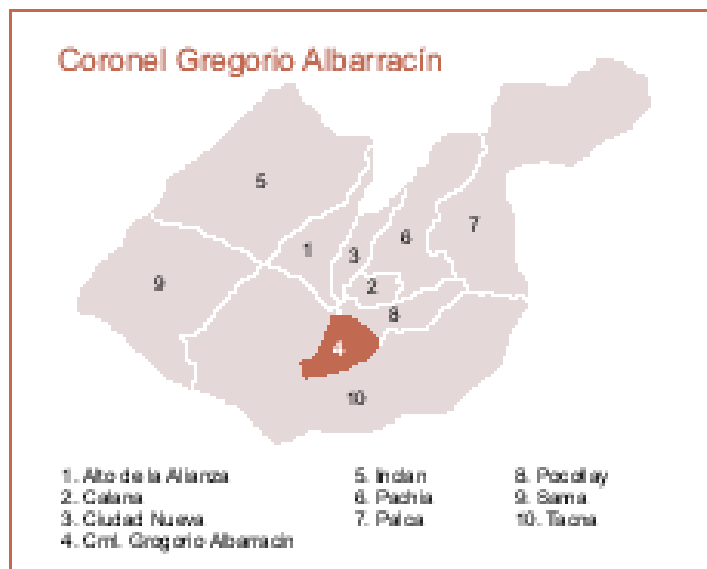 Coronel Gregorio Albarracín
5
7
1
3
6
9
2
8
4
10
1. Alto de la Alianza
2. Calana
3. Ciudad Nueva
4. Crnl. Gregorio Albarracín
5. Inclan
6. Pachia
7. Palca
8. Pocollay
9. Sama
10. Tacna